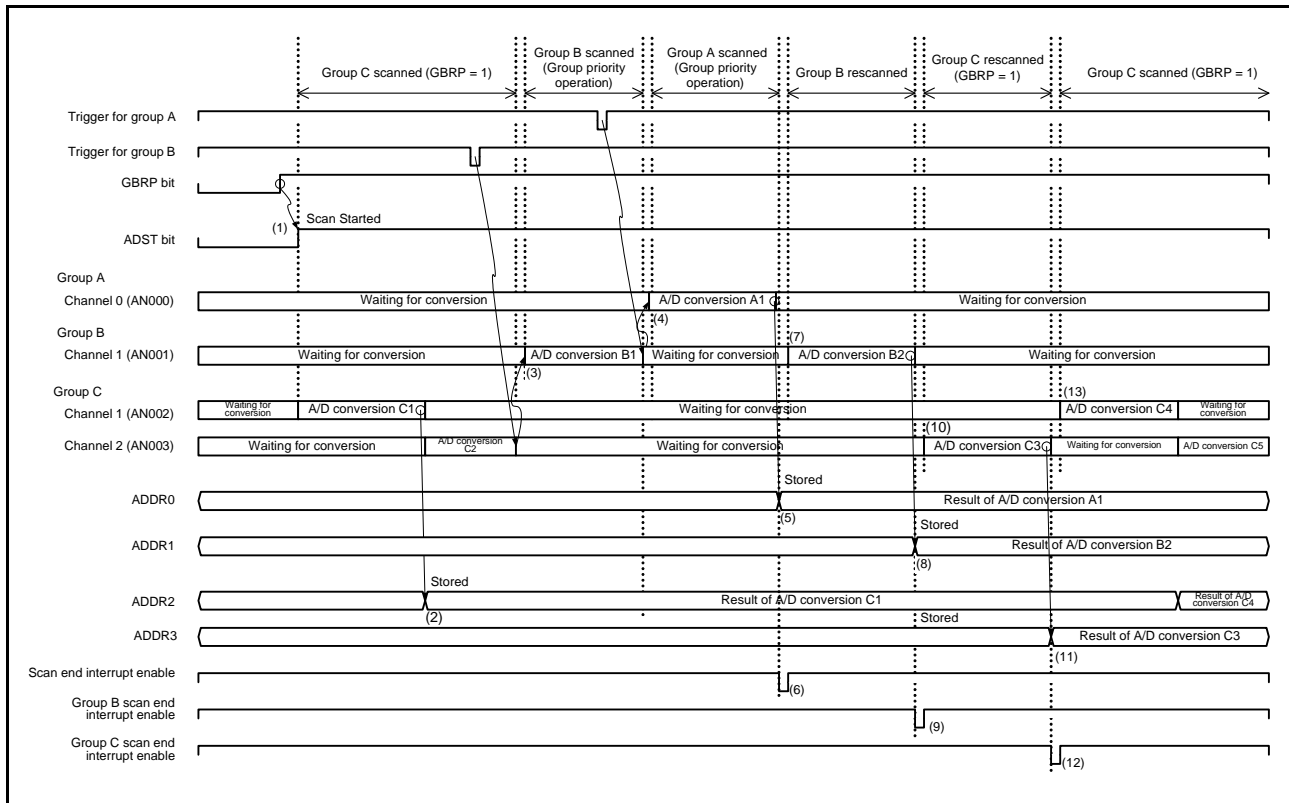 Group C scanned (GBRP = 1)
Group B scanned
(Group priority
operation)
Group A scanned
(Group priority
operation)
Group B rescanned
Group C rescanned
(GBRP = 1)
Group C scanned (GBRP = 1)
Trigger for group A
Trigger for group B
GBRP bit
(1)
Scan Started
ADST bit
Group A
Channel 0 (AN000)
Waiting for conversion
A/D conversion A1
Waiting for conversion
(4)
Group B
(7)
Channel 1 (AN001)
Waiting for conversion
A/D conversion B1
Waiting for conversion
A/D conversion B2
Waiting for conversion
(3)
Group C
(13)
Channel 1 (AN002)
Waiting for
conversion
A/D conversion C1
Waiting for conversion
A/D conversion C4
Waiting for
conversion
(10)
Channel 2 (AN003)
Waiting for conversion
A/D conversion
C2
Waiting for conversion
A/D conversion C3
Waiting for conversion
A/D conversion C5
Stored
ADDR0
Result of A/D conversion A1
(5)
Stored
ADDR1
Result of A/D conversion B2
(8)
Stored
ADDR2
Result of A/D conversion C1
Result of A/D
conversion C4
(2)
Stored
ADDR3
Result of A/D conversion C3
(11)
Scan end interrupt enable
(6)
Group B scan end
interrupt enable
(9)
Group C scan end
interrupt enable
(12)